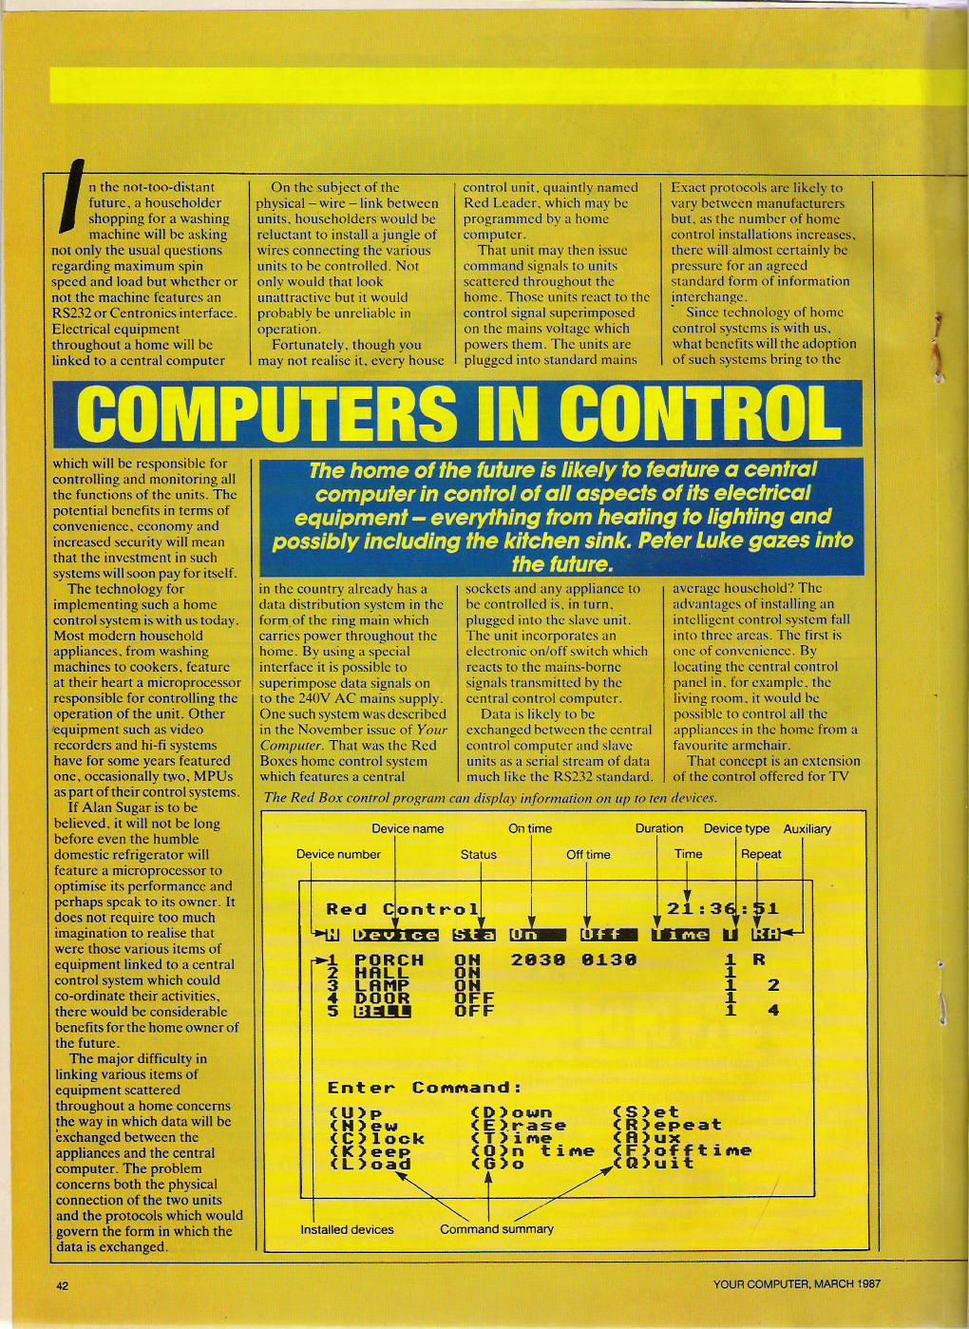 In the not-too-distant
future, a householder
shopping for a washing
machine will be asking
not only the usual questions
regarding maximum spin
speed and load but whether or
not the machine features an
RS232 or Centronics interface.
Electrical equipment
throughout a home will be
linked to a central computer
COMPUTERS IN CONTROL
The home of the future is likely to feature a central
computer in control of all aspects of its electrical
equipment – everything from heating to lighting and
possibly including the kitchen sink. Peter Luke gazes into
the future.
which will be responsible for
controlling and monitoring all
the functions of the units. The
potential benefits in terms of
convenience, economy and
increased security will mean
that the investment in such
systems will soon pay for itself.
The technology for
implementing such a home
control system is with us today.
Most modern household
appliances, from washing
machines to cookers, feature
at their heart a microprocessor
responsible for controlling the
operation of the unit. Other
equipment such as video
recorders and hi-fi systems
have for some years featured
one, occasionally two, MPUs
as part of their control systems.
If Alan Sugar is to be
believed, it will not be long
before even the humble
domestic refrigerator will
feature a microprocessor to
optimise its performance and
perhaps speak to its owner. It
does not require too much
imagination to realise that
were those various items of
equipment linked to a central
control system which could
co-ordinate their activities,
there would be considerable
benefits for the home owner of
the future.
The major difficulty in
linking various items of
equipment scattered
throughout a home concerns
the way in which data will be
exchanged between the
appliances and the central
computer. The problem
concerns both the physical
connection of the two units
and the protocols which would
govern the form in which the
data is exchanged.
On the subject of the
physical – wire – link between
units, householders would be
reluctant to install a jungle of
wires connecting the various
units to be controlled. Not
only would that look
unattractive but it would
probably be unreliable in
operation.
Fortunately, though you
may not realise it, every house
in the country already has a
data distribution system in the
form of the ring main which
carries power throughout the
home. By using a special
interface it is possible to
superimpose data signals on
to the 240V AC mains supply.
One such system was described
in the November issue of Your
Computer. That was the Red
Boxes home control system
which features a central
control unit, quaintly named
Red Leader, which may be
programmed by a home
computer.
That unit may then issue
command signals to units
scattered throughout the
home. Those units react to the
control signal superimposed
on the mains voltage which
powers them. The units are
plugged into standard mains
sockets and any appliance to
be controlled is, in turn,
plugged into the slave unit.
The unit incorporates an
electronic on/off switch which
reacts to the mains-borne
signals transmitted by the
central control computer.
Data is likely to be
exchanged between the central
control computer and slave
units as a serial stream of data
much like the RS232 standard.
Exact protocols are likely to
vary between manufacturers
but, as the number of home
control installations increases,
there will almost certainly be
pressure for an agreed
standard form of information
interchange.
Since technology of home
control systems is with us,
what benefits will the adoption
of such systems bring to the
average household? The
advantages of installing an
intelligent control system fall
into three areas. The first is
one of convenience. By
locating the central control
panel in, for example, the
living room, it would be
possible to control all the
appliances in the home from a
favourite armchair.
That concept is an extension
of the control offered for TV
The Red Box control program can display information on up to ten devices.
Device name On time Duration Device type Auxiliary
Device number Status Off time Time Repeat
Red Control 21:36:51
N Device Sta On Off Time T RA
1 PORCH ON 2030 0130 1 R
2 HALL ON 1
3 LAMP ON 1 2
4 DOOR OFF 1
5 BELL OFF 1 4
Enter Command:
(U)p (D)own (S)et
(N)ew (E)rase (R)epeat
(C)lock (T)ime (A)ux
(K)eep (O)n time (F)offtime
(L)oad (G)o (Q)uit
Installed devices Command summary
42 YOUR COMPUTER, MARCH 1987